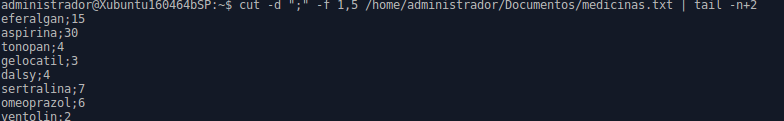 administrador@Xubuntu160464bSP:~$ cut -d ";" -f 1,5 /home/administrador/Documentos/medicinas.txt | tail -n+2
eferalgan;15
aspirina;30
tonopan;4
gelocatil;3
dalsy;4
sertralina;7
omeoprazol;6
ventolin;2